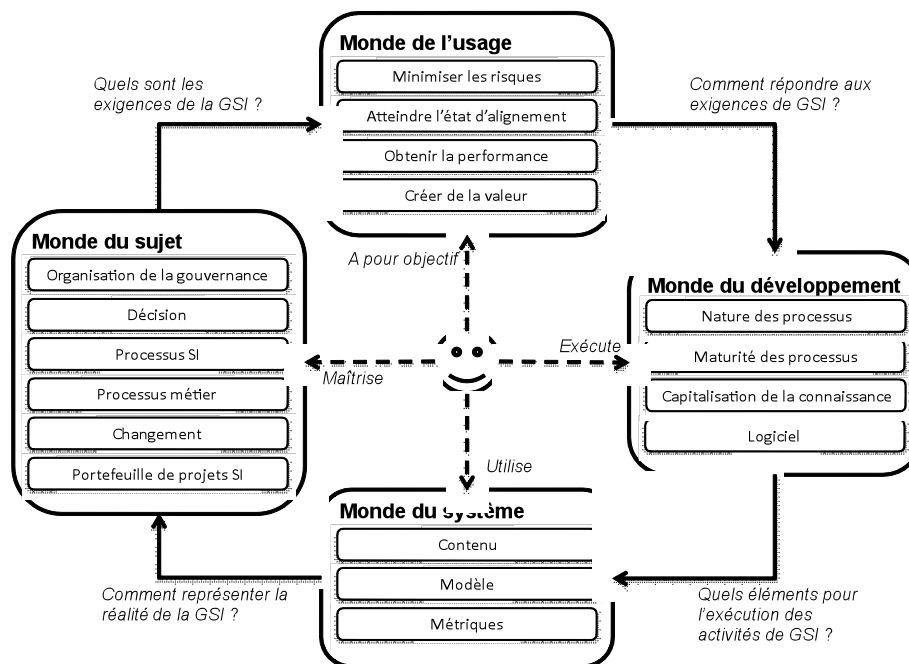 Monde de l'usage
Minimiser les risques
Atteindre l'état d'alignement
Obtenir la performance
Créer de la valeur
Quels sont les
exigences de la GSI ?
Comment répondre aux
exigences de GSI ?
Monde du sujet
Organisation de la gouvernance
Décision
Processus SI
Processus métier
Changement
Portefeuille de projets SI
A pour objectif
Maîtrise
Exécute
Utilise
Monde du développement
Nature des processus
Maturité des processus
Capitalisation de la connaissance
Logiciel
Monde du système
Contenu
Modèle
Métriques
Comment représenter la
réalité de la GSI ?
Quels éléments pour
l'exécution des
activités de GSI ?